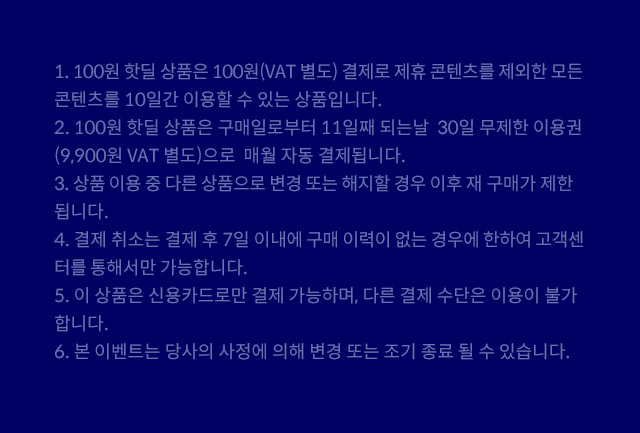 1. 100원 핫딜 상품은 100원(VAT 별도) 결제로 제휴 콘텐츠를 제외한 모든
콘텐츠를 10일간 이용할 수 있는 상품입니다.
2. 100원 핫딜 상품은 구매일로부터 11일째 되는날  30일 무제한 이용권
(9,900원 VAT 별도)으로  매월 자동 결제됩니다.
3. 상품 이용 중 다른 상품으로 변경 또는 해지할 경우 이후 재 구매가 제한
됩니다.
4. 결제 취소는 결제 후 7일 이내에 구매 이력이 없는 경우에 한하여 고객센
터를 통해서만 가능합니다.
5. 이 상품은 신용카드로만 결제 가능하며, 다른 결제 수단은 이용이 불가
합니다.
6. 본 이벤트는 당사의 사정에 의해 변경 또는 조기 종료 될 수 있습니다.